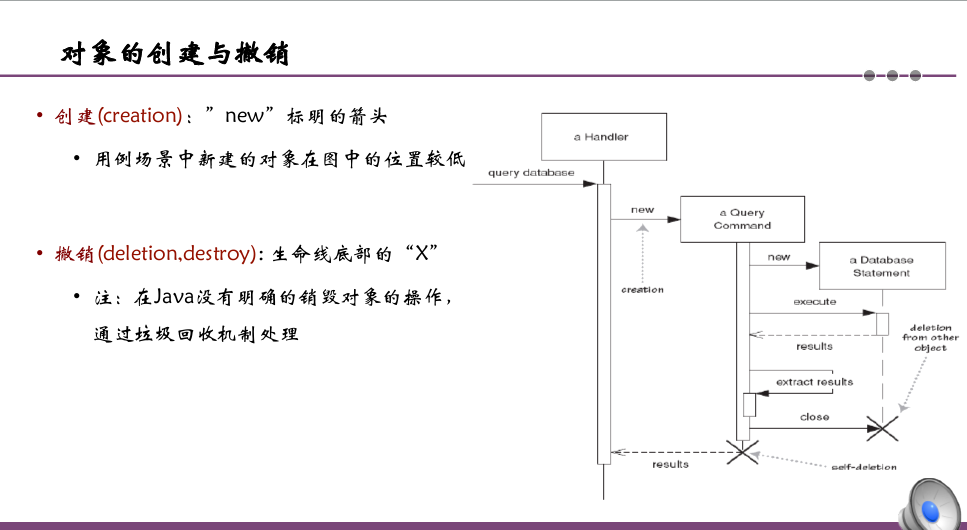 对象的创建与撤销
• 创建(creation)：”new”标明的箭头
• 用例场景中新建的对象在图中的位置较低
• 撤销(deletion,destroy): 生命线底部的“X”
• 注：在Java没有明确的销毁对象的操作，
通过垃圾回收机制处理
a Handler
query database
new
a Query
Command
creation
new
a Database
Statement
execute
results
deletion
from other
object
extract results
close
results
self-deletion